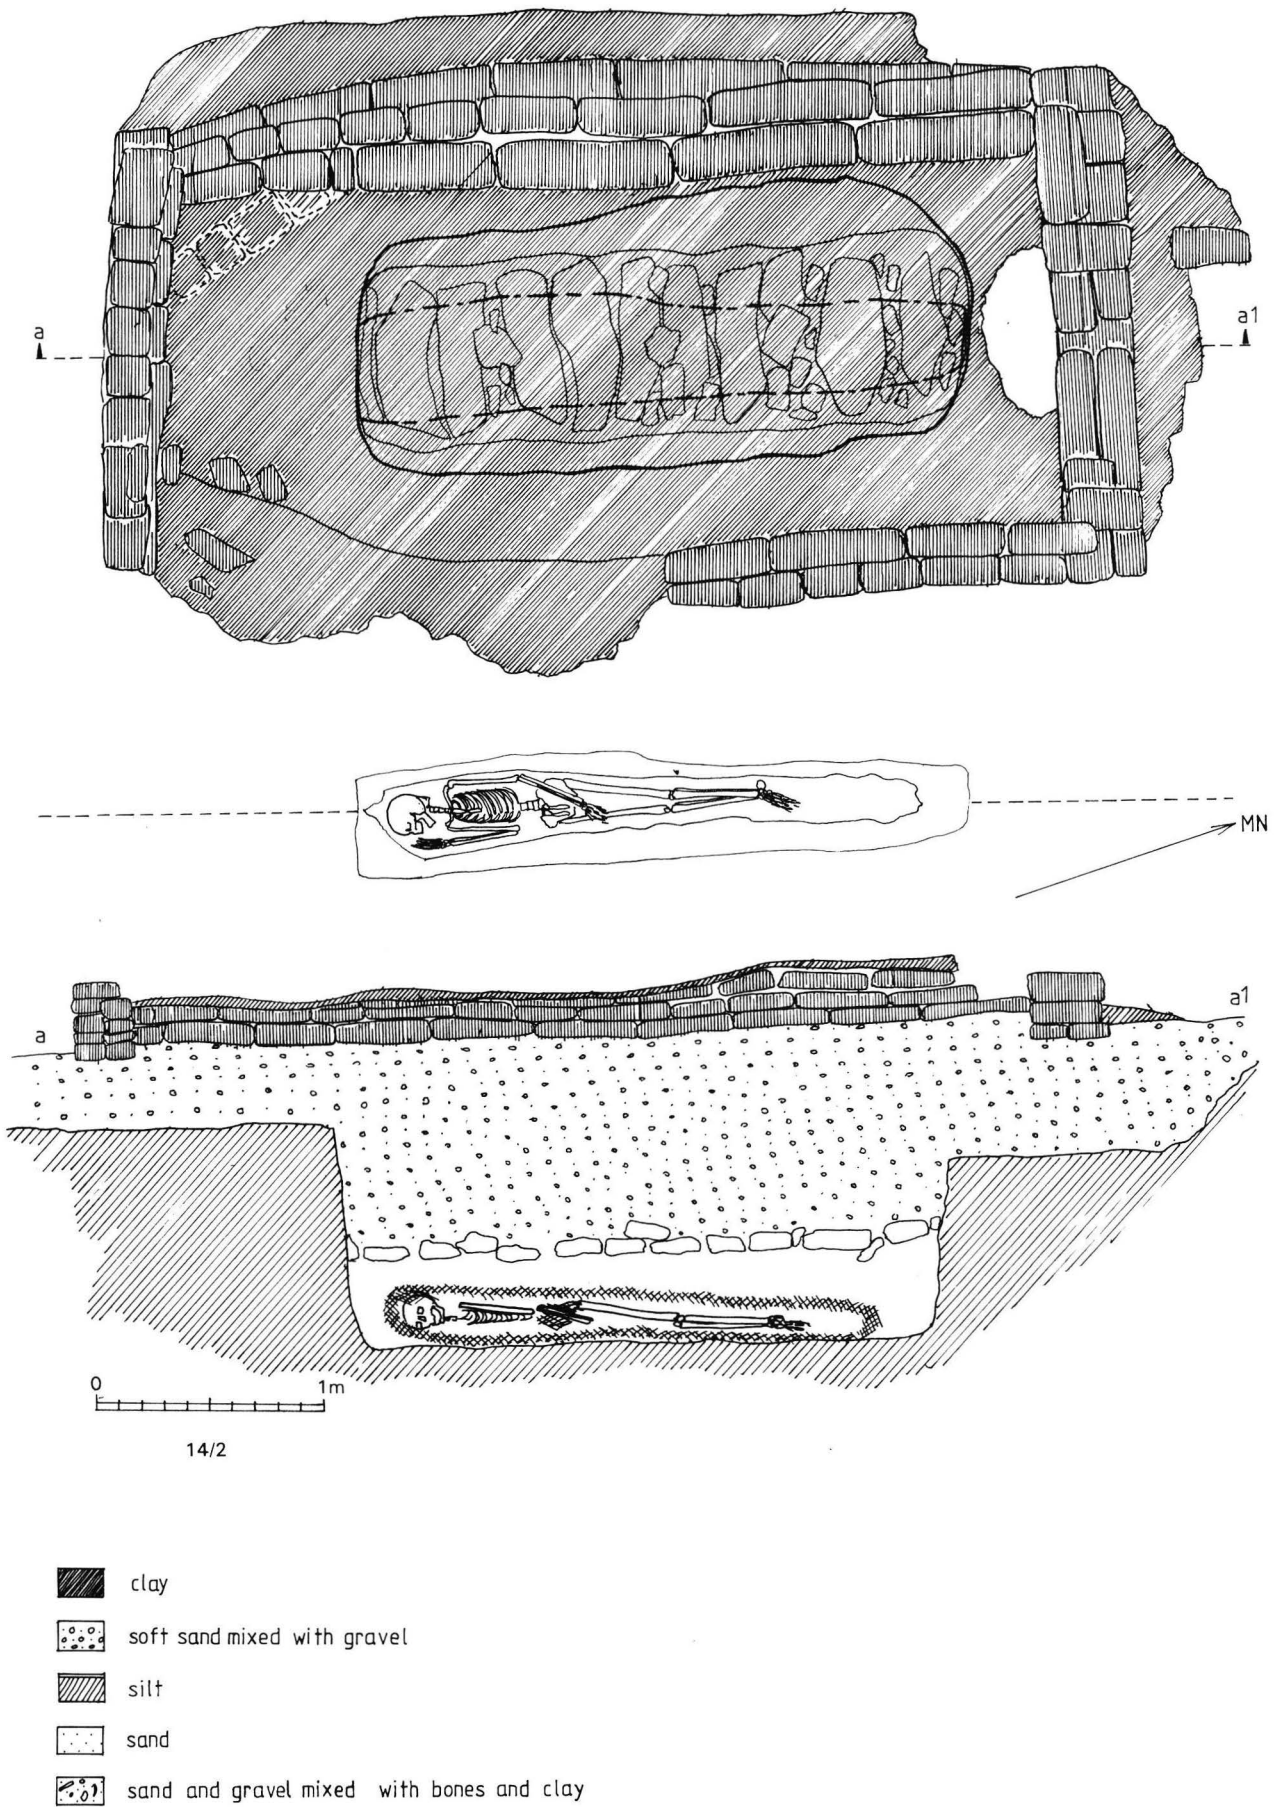 a a1
MN
a a1
0 1m
14/2
clay
soft sand mixed with gravel
silt
sand
sand and gravel mixed with bones and clay